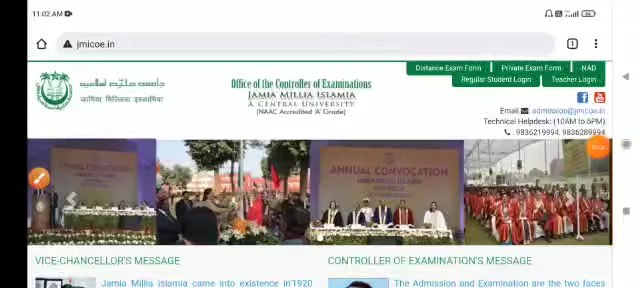 11:02 AM
jmicoe.in
1
Distance Exam Form
Private Exam Form
NAD
Regular Student Login
Teacher Login
जामिया मिल्लिया इस्लामिया
Office of the Controller of Examinations
JAMIA MILLIA ISLAMIA
A CENTRAL UNIVERSITY
(NAAC Accredited 'A' Grade)
Email: admission@jmicoe.in
Technical Helpdesk: (10AM to 6PM)
9836219994, 9836289994
ANNUAL CONVOCATION
VICE-CHANCELLOR'S MESSAGE
CONTROLLER OF EXAMINATION'S MESSAGE
Jamia Millia Islamia came into existence in 1920
The Admission and Examination are the two faces